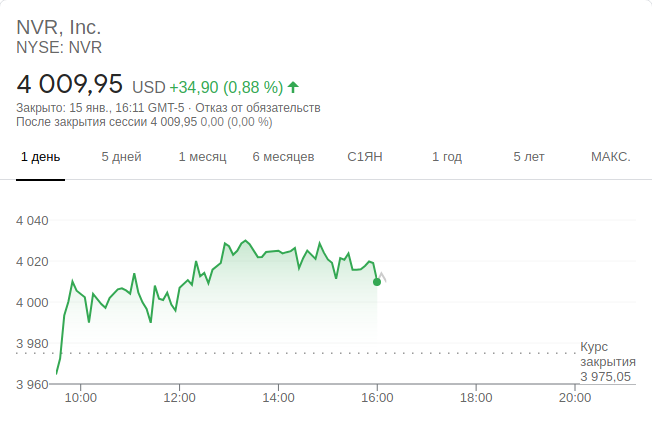 NVR, Inc.
NYSE: NVR
4 009,95 USD +34,90 (0,88 %)
Закрыто: 15 янв., 16:11 GMT-5 · Отказ от обязательств
После закрытия сессии 4 009,95 0,00 (0,00 %)
1 день 5 дней 1 месяц 6 месяцев С1ЯН 1 год 5 лет МАКС.
4 040
4 020
4 000
3 980
Курс
закрытия
3 975,05
3 960
10:00 12:00 14:00 16:00 18:00 20:00